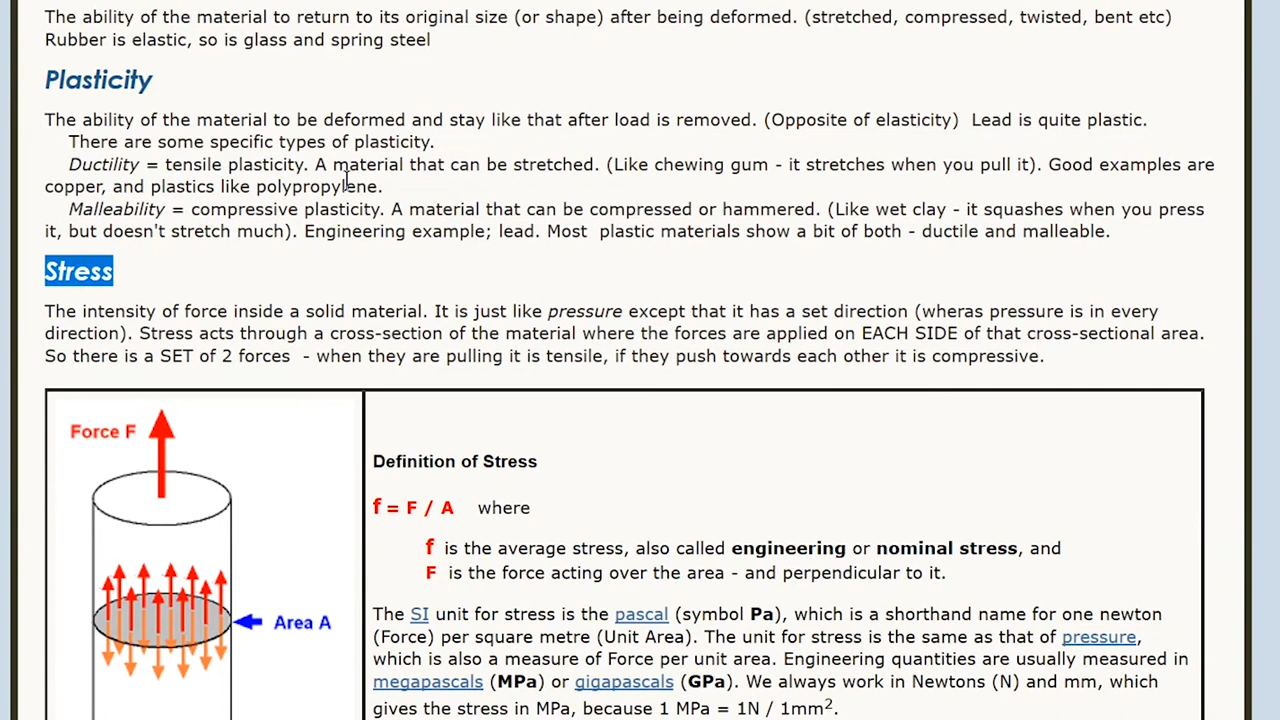 The ability of the material to return to its original size (or shape) after being deformed. (stretched, compressed, twisted, bent etc)
Rubber is elastic, so is glass and spring steel
Plasticity
The ability of the material to be deformed and stay like that after load is removed. (Opposite of elasticity)  Lead is quite plastic.
There are some specific types of plasticity.
Ductility = tensile plasticity. A material that can be stretched. (Like chewing gum - it stretches when you pull it). Good examples are
copper, and plastics like polypropylene.
Malleability = compressive plasticity. A material that can be compressed or hammered. (Like wet clay - it squashes when you press
it, but doesn't stretch much). Engineering example; lead. Most  plastic materials show a bit of both - ductile and malleable.
Stress
The intensity of force inside a solid material. It is just like pressure except that it has a set direction (wheras pressure is in every
direction). Stress acts through a cross-section of the material where the forces are applied on EACH SIDE of that cross-sectional area.
So there is a SET of 2 forces  - when they are pulling it is tensile, if they push towards each other it is compressive.
Force F
Area A
Definition of Stress
f = F / A where
f is the average stress, also called engineering or nominal stress, and
F is the force acting over the area - and perpendicular to it.
The SI unit for stress is the pascal (symbol Pa), which is a shorthand name for one newton
(Force) per square metre (Unit Area). The unit for stress is the same as that of pressure,
which is also a measure of Force per unit area. Engineering quantities are usually measured in
megapascals (MPa) or gigapascals (GPa). We always work in Newtons (N) and mm, which
gives the stress in MPa, because 1 MPa = 1N / 1mm².